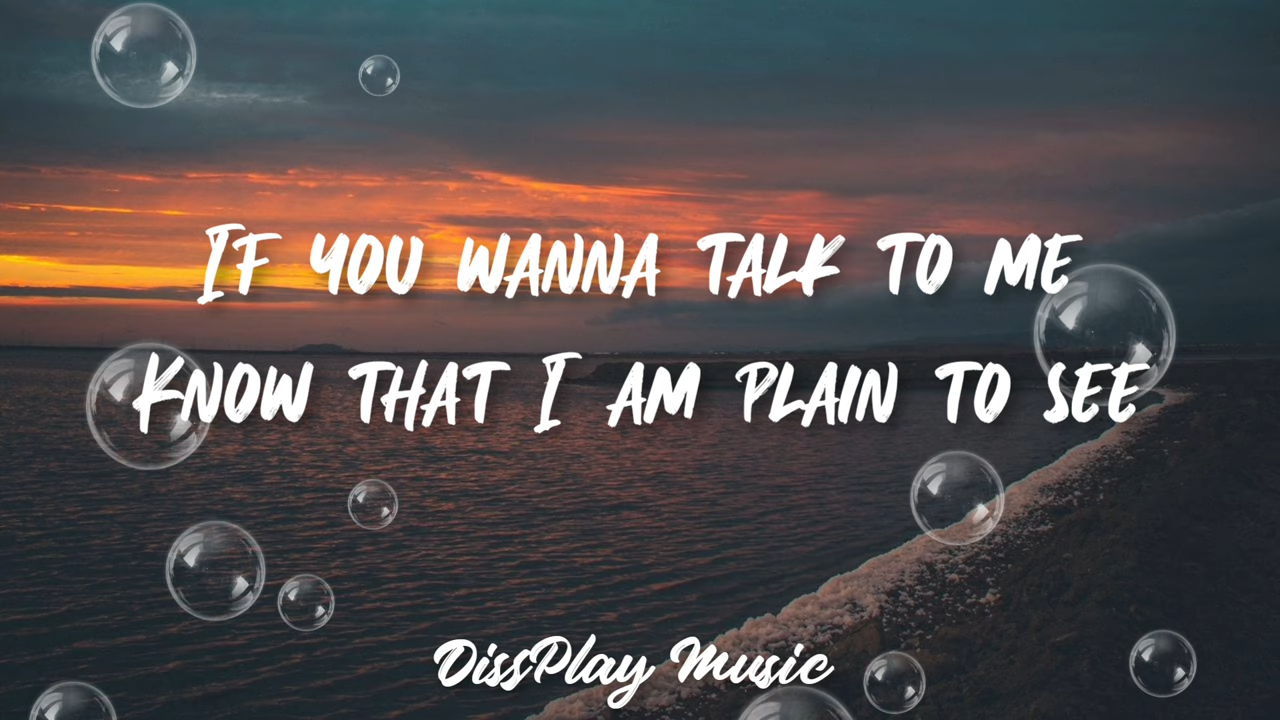 If you wanna talk to me
Know that I am plain to see
DissPlay Music